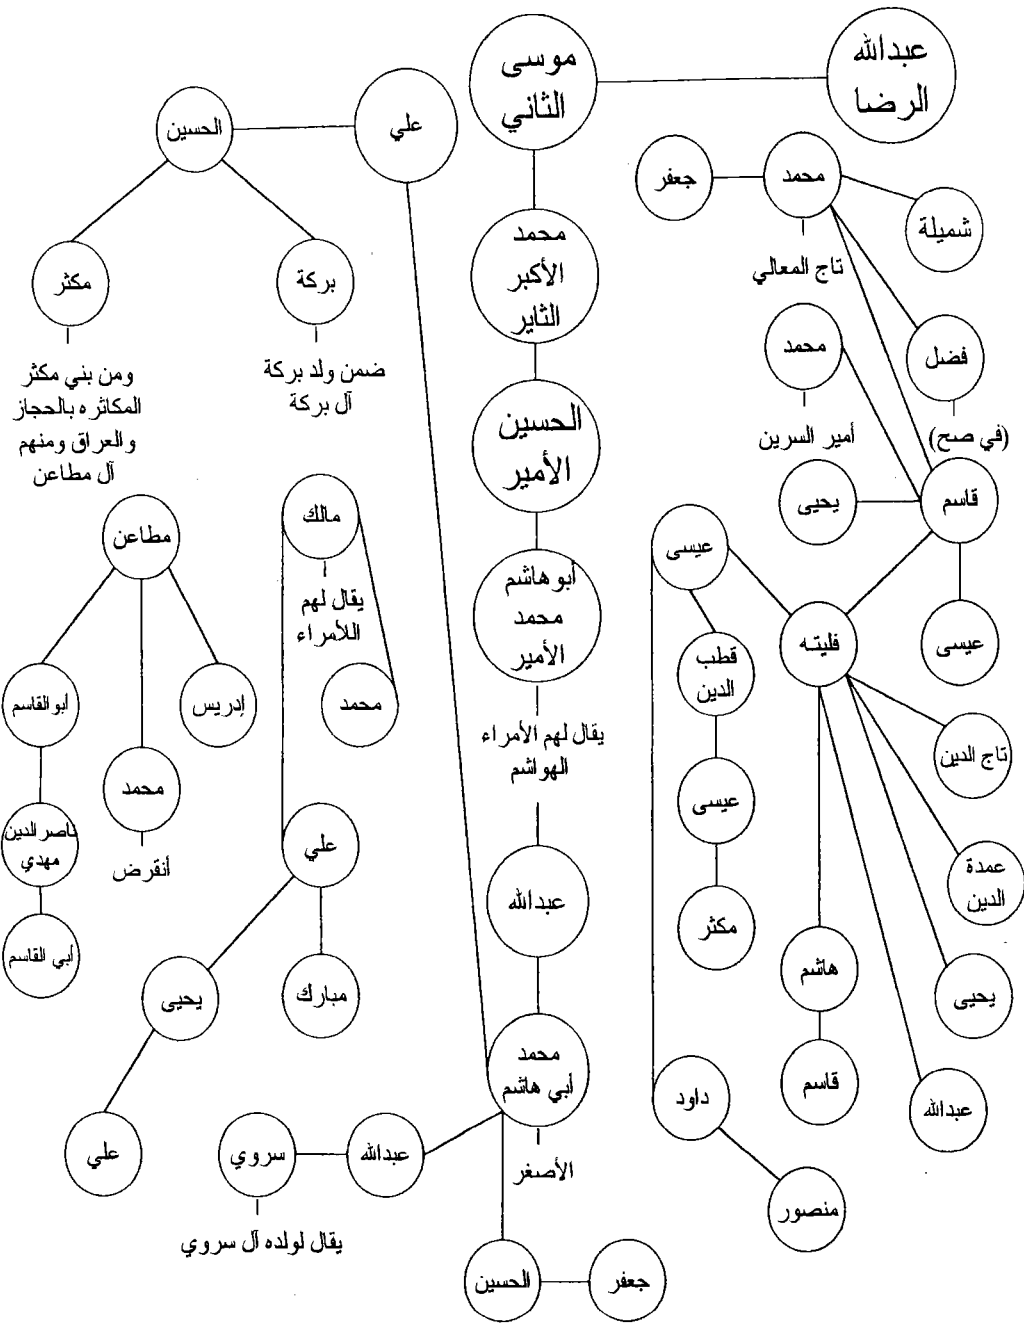 عبدالله
الرضا
موسى
الثاني
علي
الحسين
محمد
جعفر
شميلة
تاج المعالي
محمد
الأكبر
الثاير
بركة
مكثر
ضمن ولد بركة
آل بركة
ومن بني مكثر
المكاثره بالحجاز
والعراق ومنهم
آل مطاعن
فضل
(في صح)
محمد
أمير السرين
الحسين
الأمير
قاسم
يحيى
عيسى
عيسى
فليته
مالك
يقال لهم
اللأمراء
محمد
مطاعن
أبو هاشم
محمد
الأمير
يقال لهم الأمراء
الهواشم
قطب
الدين
عيسى
مكثر
تاج الدين
عمدة
الدين
يحيى
عبدالله
هاشم
قاسم
إدريس
أبو القاسم
محمد
أنقرض
ناصر الدين
مهدي
أبي القاسم
علي
مبارك
يحيى
علي
عبدالله
محمد
أبي هاشم
الأصغر
داود
منصور
عبدالله
سروي
يقال لولده آل سروي
الحسين
جعفر